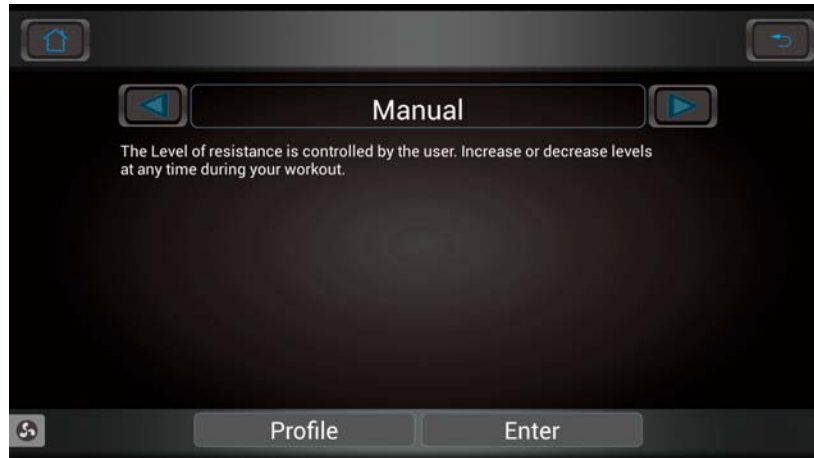 Manual
The Level of resistance is controlled by the user. Increase or decrease levels
at any time during your workout.
Profile
Enter